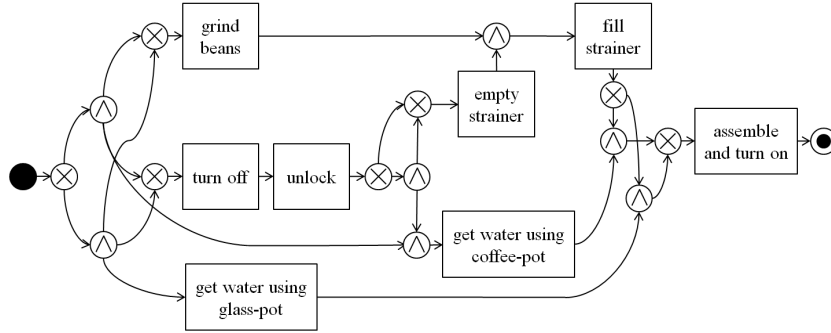 grind
beans
fill
strainer
empty
strainer
assemble
and turn on
turn off
unlock
get water using
coffee-pot
get water using
glass-pot